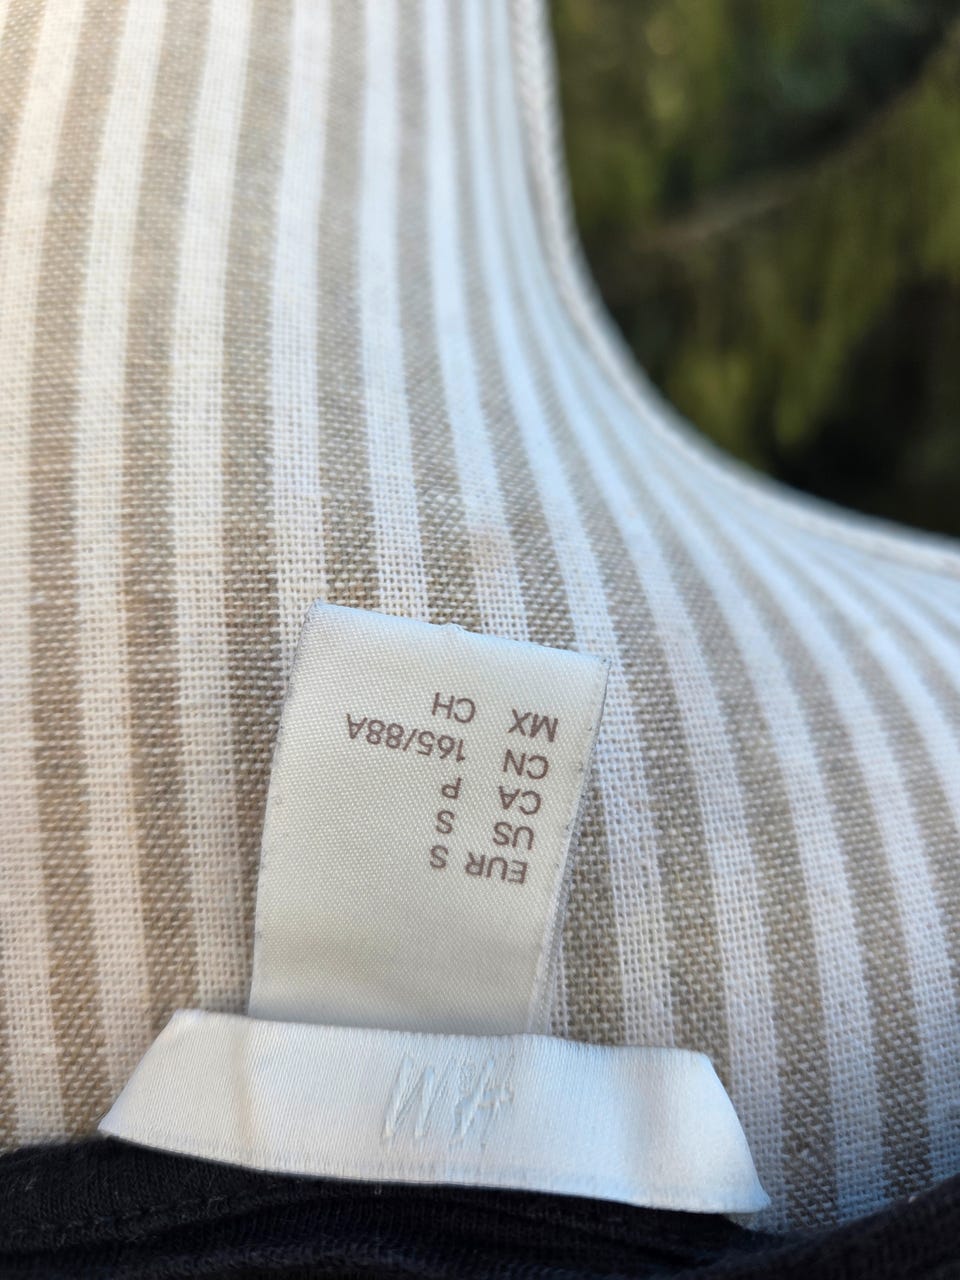 H&M
EUR S
US S
CA P
CN 165/88A
MX CH